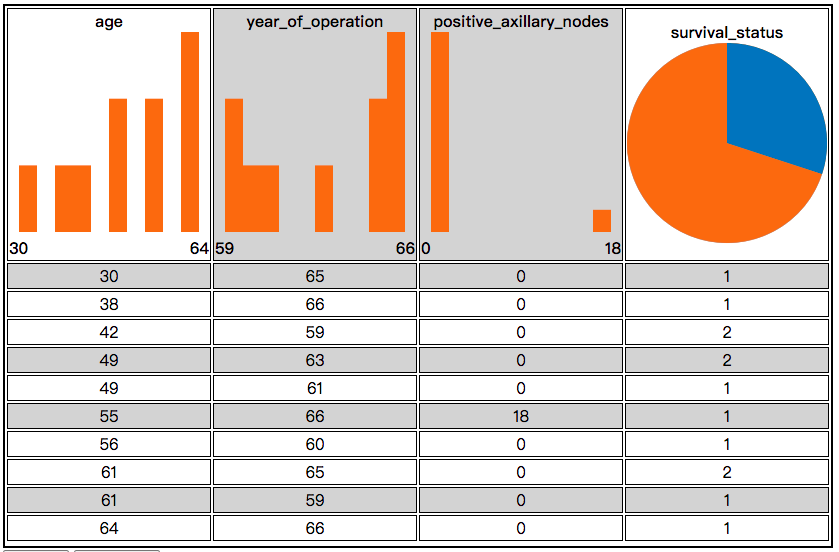 age year_of_operation positive_axillary_nodes survival_status
30 64 59 66 0 18
30 65 0 1
38 66 0 1
42 59 0 2
49 63 0 2
49 61 0 1
55 66 18 1
56 60 0 1
61 65 0 2
61 59 0 1
64 66 0 1